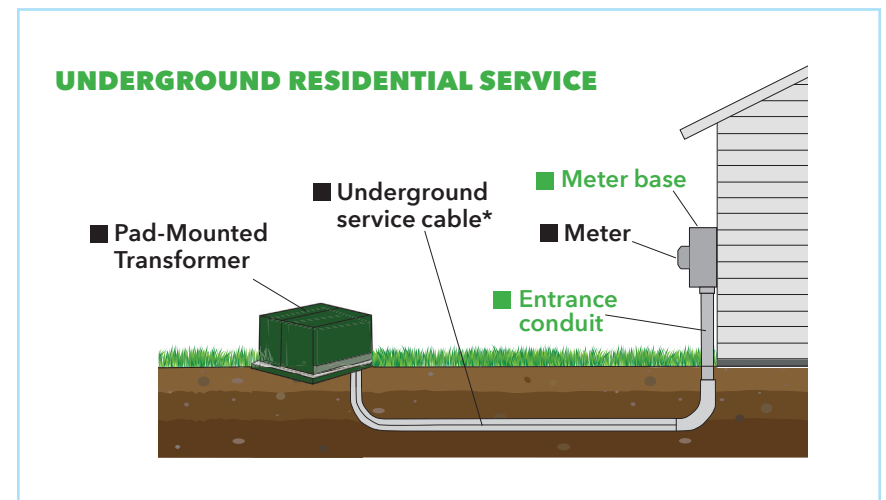 UNDERGROUND RESIDENTIAL SERVICE
Meter base
Underground
service cable*
Pad-Mounted
Transformer
Meter
Entrance
conduit